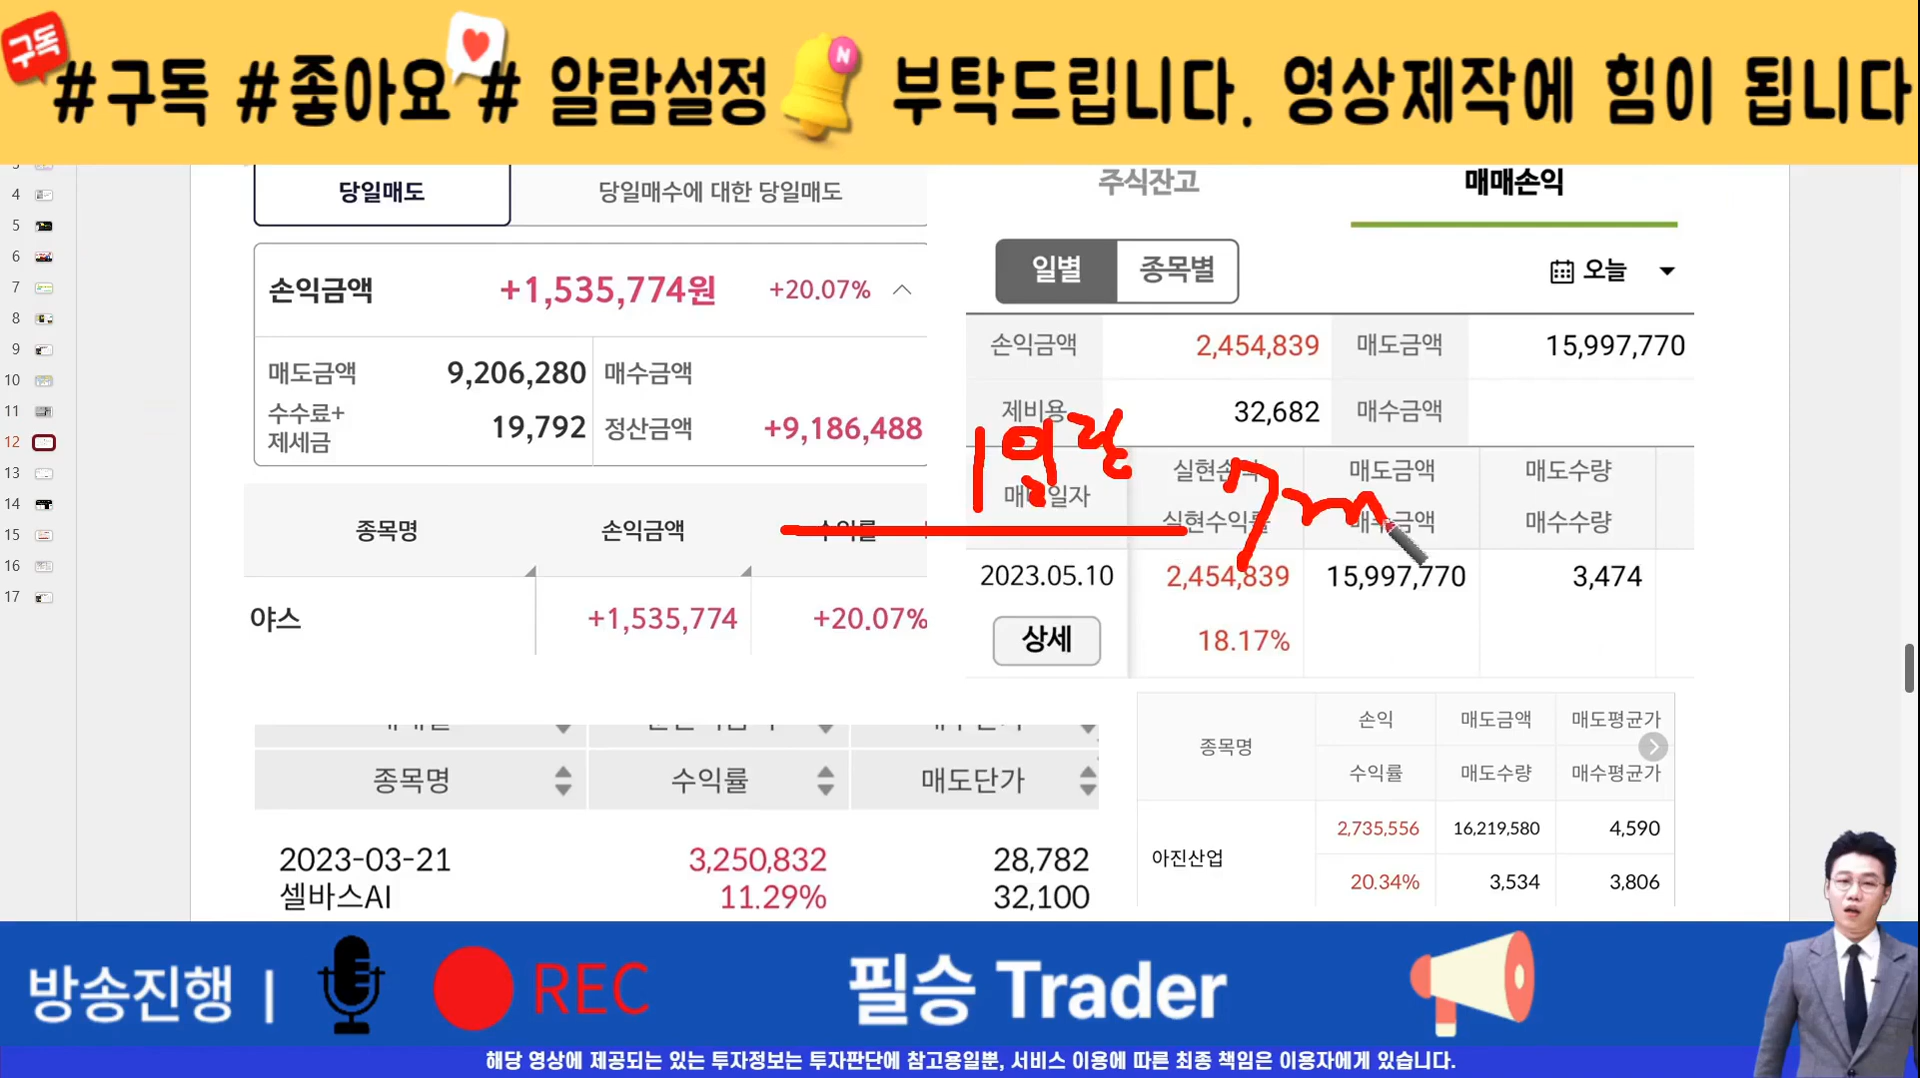 구독
#구독 #좋아요 # 알람설정 N 부탁드립니다. 영상제작에 힘이 됩니다
4
5
6
7
8
9
10
11
12
13
14
15
16
17
당일매도 당일매수에 대한 당일매도
손익금액 +1,535,774원 +20.07%
매도금액 9,206,280 매수금액
수수료+
제세금 19,792 정산금액 +9,186,488
종목명 손익금액 수익률
야스 +1,535,774 +20.07%
주식잔고 매매손익
일별 종목별 오늘
손익금액 2,454,839 매도금액 15,997,770
제비용 32,682 매수금액
매매일자 실현손익 매도금액 매도수량
실현수익률 매수금액 매수수량
2023.05.10 2,454,839 15,997,770 3,474
상세 18.17%
종목명 수익률 매도단가
2023-03-21 3,250,832 28,782
셀바스AI 11.29% 32,100
종목명 손익 매도금액 매도평균가
수익률 매도수량 매수평균가
아진산업 2,735,556 16,219,580 4,590
20.34% 3,534 3,806
방송진행 | REC 필승 Trader
해당 영상에 제공되는 있는 투자정보는 투자판단에 참고용일뿐, 서비스 이용에 따른 최종 책임은 이용자에게 있습니다.